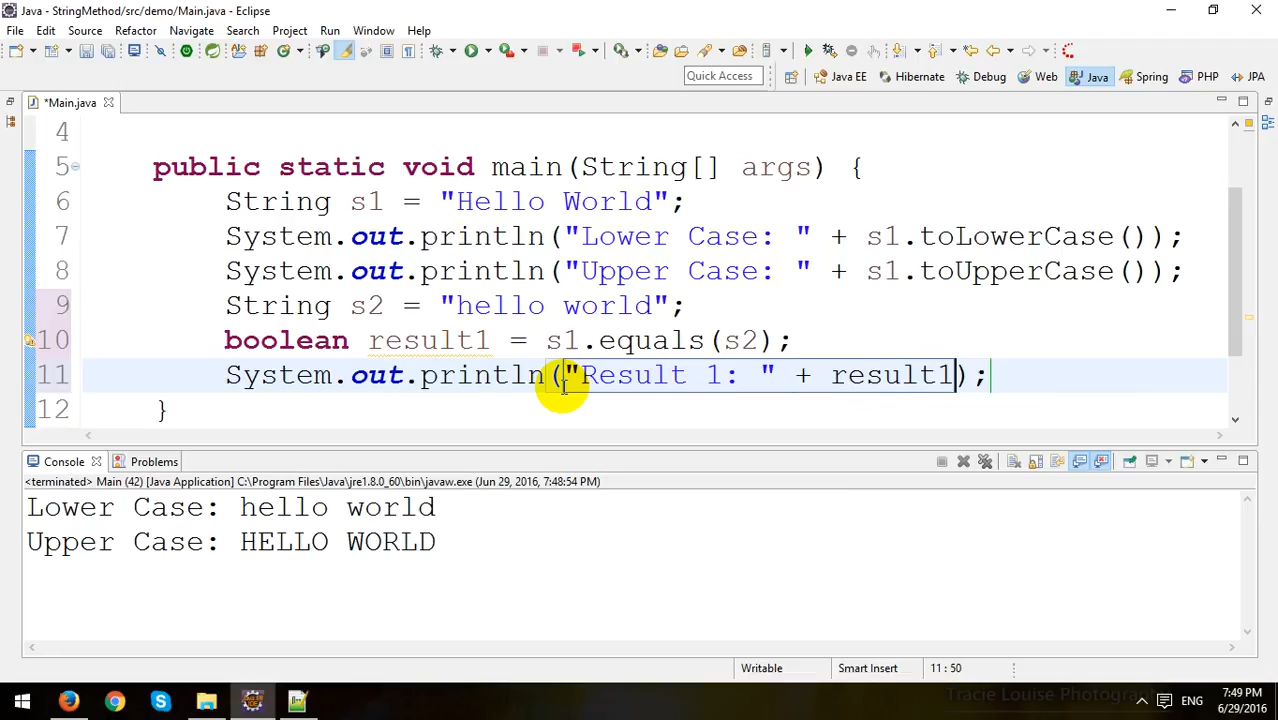 Java - StringMethod/src/demo/Main.java - Eclipse
File Edit Source Refactor Navigate Search Project Run Window Help
Quick Access Java EE Hibernate Debug Web Java Spring PHP JPA
*Main.java
4
5 public static void main(String[] args) {
6 String s1 = "Hello World";
7 System.out.println("Lower Case: " + s1.toLowerCase());
8 System.out.println("Upper Case: " + s1.toUpperCase());
9 String s2 = "hello world";
10 boolean result1 = s1.equals(s2);
11 System.out.println("Result 1: " + result1);
12 }
Console Problems
<terminated> Main (42) [Java Application] C:\Program Files\Java\jre1.8.0_60\bin\javaw.exe (Jun 29, 2016, 7:48:54 PM)
Lower Case: hello world
Upper Case: HELLO WORLD
Writable Smart Insert 11 : 50
Tracie Louise Photography
ENG 7:49 PM
6/29/2016